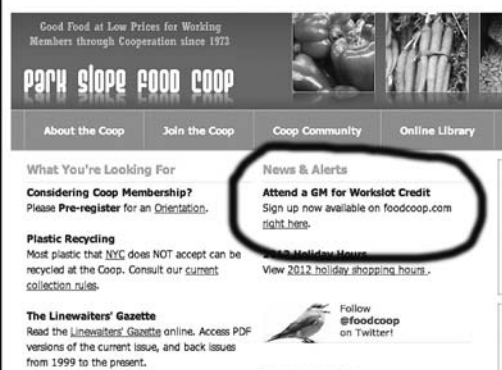 Good Food at Low Prices for Working
Members through Cooperation since 1973
PARK SLOPE FOOD COOP
About the Coop
Join the Coop
Coop Community
Online Library
What You're Looking For
Considering Coop Membership?
Please Pre-register for an Orientation.
Plastic Recycling
Most plastic that NYC does NOT accept can be
recycled at the Coop. Consult our current
collection rules.
The Linewaiters' Gazette
Read the Linewaiters' Gazette online. Access PDF
versions of the current issue, and back issues
from 1999 to the present.
News & Alerts
Attend a GM for Workslot Credit
Sign up now available on foodcoop.com
right here.
2012 Holiday Hours
View 2012 holiday shopping hours .
Follow
@foodcoop
on Twitter!